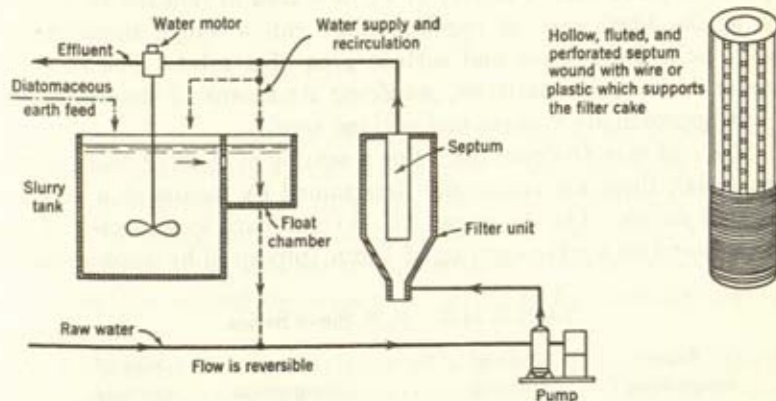 Water motor
Effluent
Water supply and
recirculation
Diatomaceous
earth feed
Slurry
tank
Float
chamber
Septum
Filter unit
Raw water
Flow is reversible
Pump
Hollow, fluted, and
perforated septum
wound with wire or
plastic which supports
the filter cake